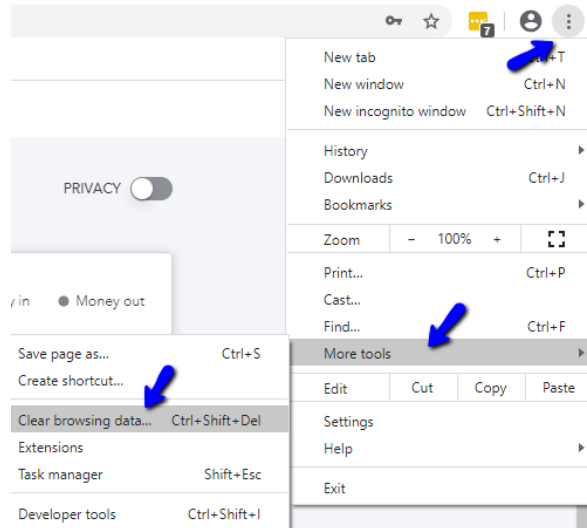 7
New tab Ctrl+T
New window Ctrl+N
New incognito window Ctrl+Shift+N
History
Downloads Ctrl+J
Bookmarks
Zoom - 100% +
Print... Ctrl+P
Cast...
Find... Ctrl+F
More tools
Edit Cut Copy Paste
Settings
Help
Exit
PRIVACY
y in Money out
Save page as... Ctrl+S
Create shortcut...
Clear browsing data... Ctrl+Shift+Del
Extensions
Task manager Shift+Esc
Developer tools Ctrl+Shift+I